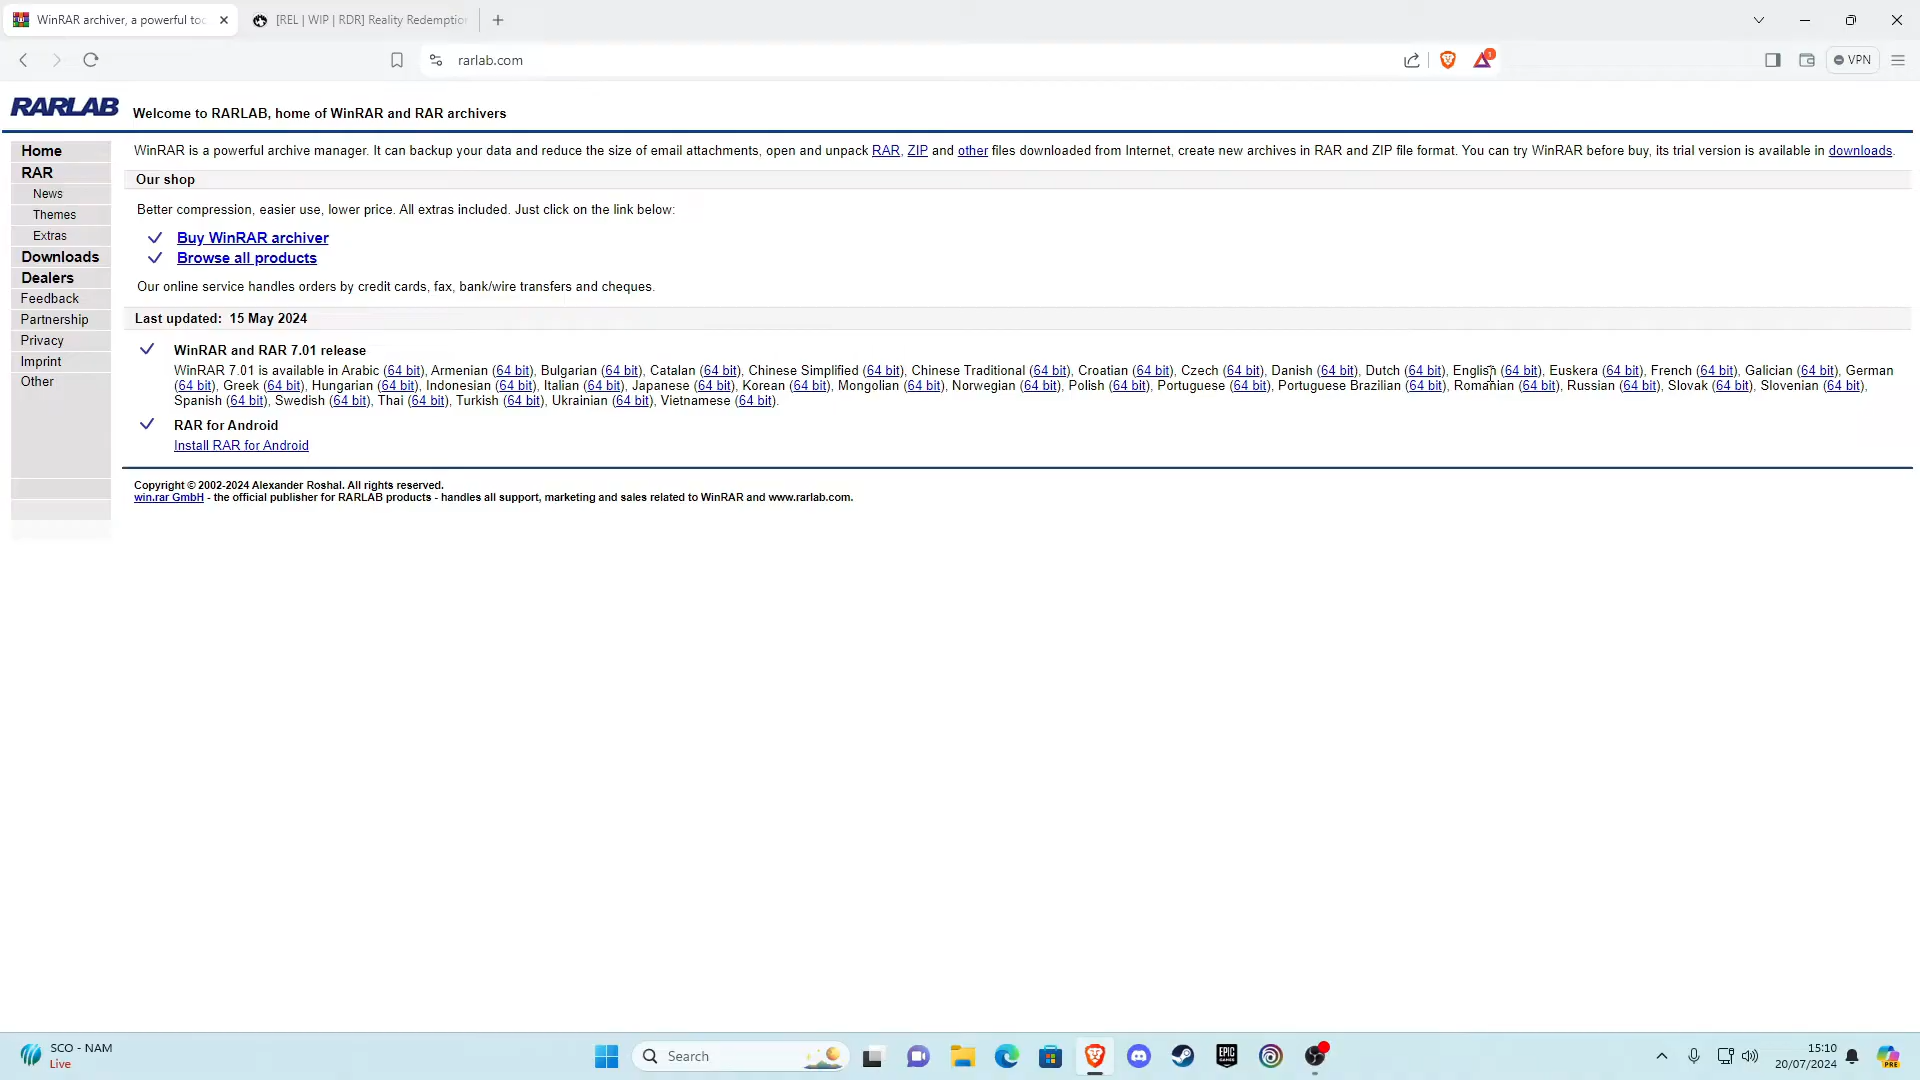 WinRAR archiver, a powerful too
[REL | WIP | RDR] Reality Redemption
rarlab.com
1
VPN
RARLAB
Welcome to RARLAB, home of WinRAR and RAR archivers
Home
RAR
News
Themes
Extras
Downloads
Dealers
Feedback
Partnership
Privacy
Imprint
Other
WinRAR is a powerful archive manager. It can backup your data and reduce the size of email attachments, open and unpack RAR, ZIP and other files downloaded from Internet, create new archives in RAR and ZIP file format. You can try WinRAR before buy, its trial version is available in downloads.
Our shop
Better compression, easier use, lower price. All extras included. Just click on the link below:
Buy WinRAR archiver
Browse all products
Our online service handles orders by credit cards, fax, bank/wire transfers and cheques.
Last updated: 15 May 2024
WinRAR and RAR 7.01 release
WinRAR 7.01 is available in Arabic (64 bit), Armenian (64 bit), Bulgarian (64 bit), Catalan (64 bit), Chinese Simplified (64 bit), Chinese Traditional (64 bit), Croatian (64 bit), Czech (64 bit), Danish (64 bit), Dutch (64 bit), English (64 bit), Euskera (64 bit), French (64 bit), Galician (64 bit), German
(64 bit), Greek (64 bit), Hungarian (64 bit), Indonesian (64 bit), Italian (64 bit), Japanese (64 bit), Korean (64 bit), Mongolian (64 bit), Norwegian (64 bit), Polish (64 bit), Portuguese (64 bit), Portuguese Brazilian (64 bit), Romanian (64 bit), Russian (64 bit), Slovak (64 bit), Slovenian (64 bit),
Spanish (64 bit), Swedish (64 bit), Thai (64 bit), Turkish (64 bit), Ukrainian (64 bit), Vietnamese (64 bit).
RAR for Android
Install RAR for Android
Copyright © 2002-2024 Alexander Roshal. All rights reserved.
win.rar GmbH - the official publisher for RARLAB products - handles all support, marketing and sales related to WinRAR and www.rarlab.com.
SCO - NAM
Live
Search
EPIC
GAMES
15:10
20/07/2024
PRE